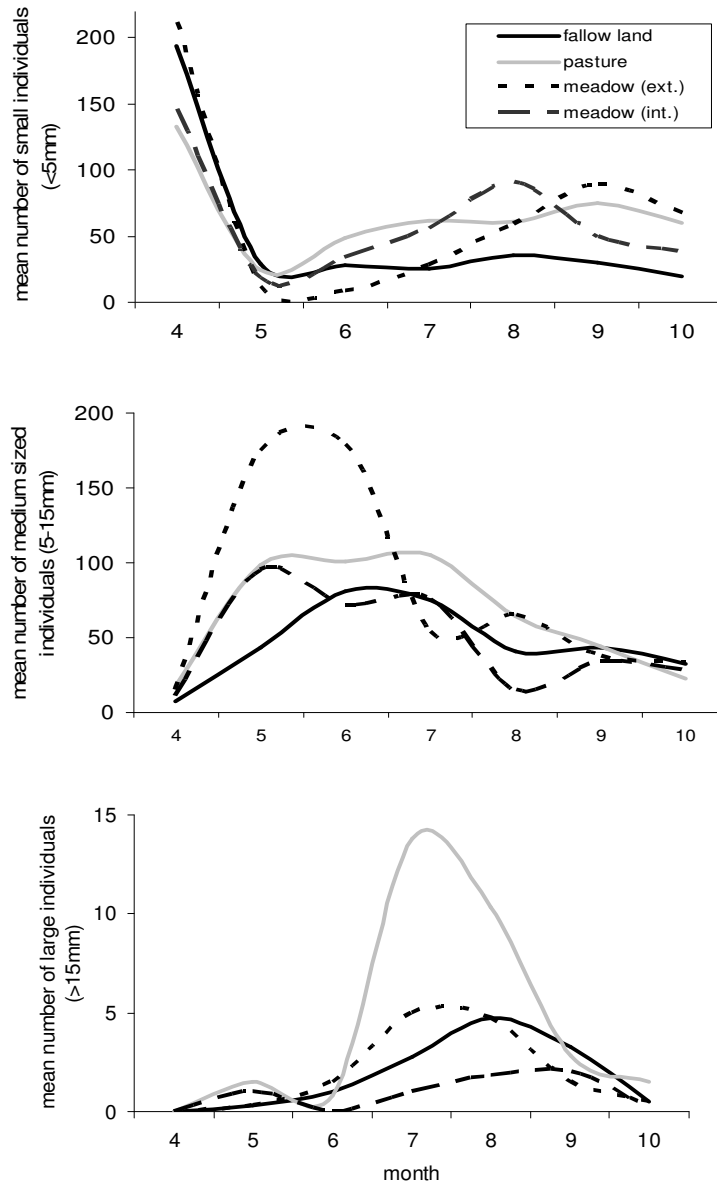 mean number of small individuals
(<5mm)
200
150
100
50
0
4 5 6 7 8 9 10
fallow land
pasture
meadow (ext.)
meadow (int.)
mean number of medium sized
individuals (5-15mm)
200
150
100
50
0
4 5 6 7 8 9 10
mean number of large individuals
(>15mm)
15
10
5
0
4 5 6 7 8 9 10
month